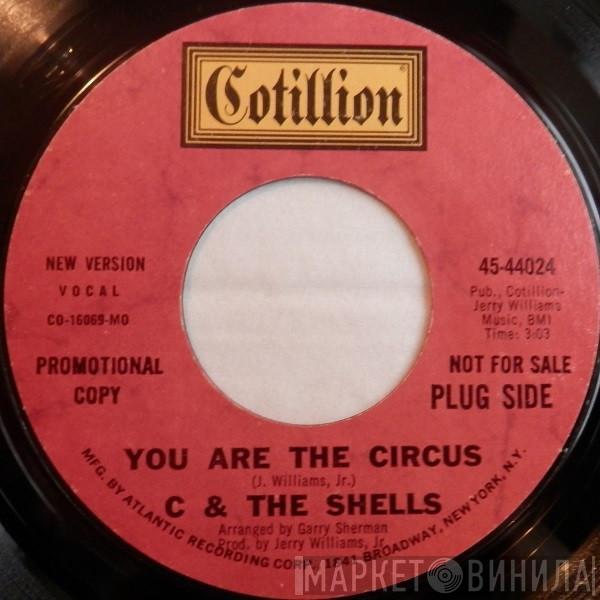 Cotillion
®
NEW VERSION
VOCAL
CO-16069-MO
PROMOTIONAL
COPY
45-44024
Pub., Cotillion-
Jerry Williams
Music, BMI
Time: 3:03
NOT FOR SALE
PLUG SIDE
YOU ARE THE CIRCUS
(J. Williams, Jr.)
C & THE SHELLS
Arranged by Garry Sherman
Prod. by Jerry Williams, Jr.
MFG. BY ATLANTIC RECORDING CORP., 1841 BROADWAY, NEW YORK, N.Y.
МАРКЕТ ВИНИЛА